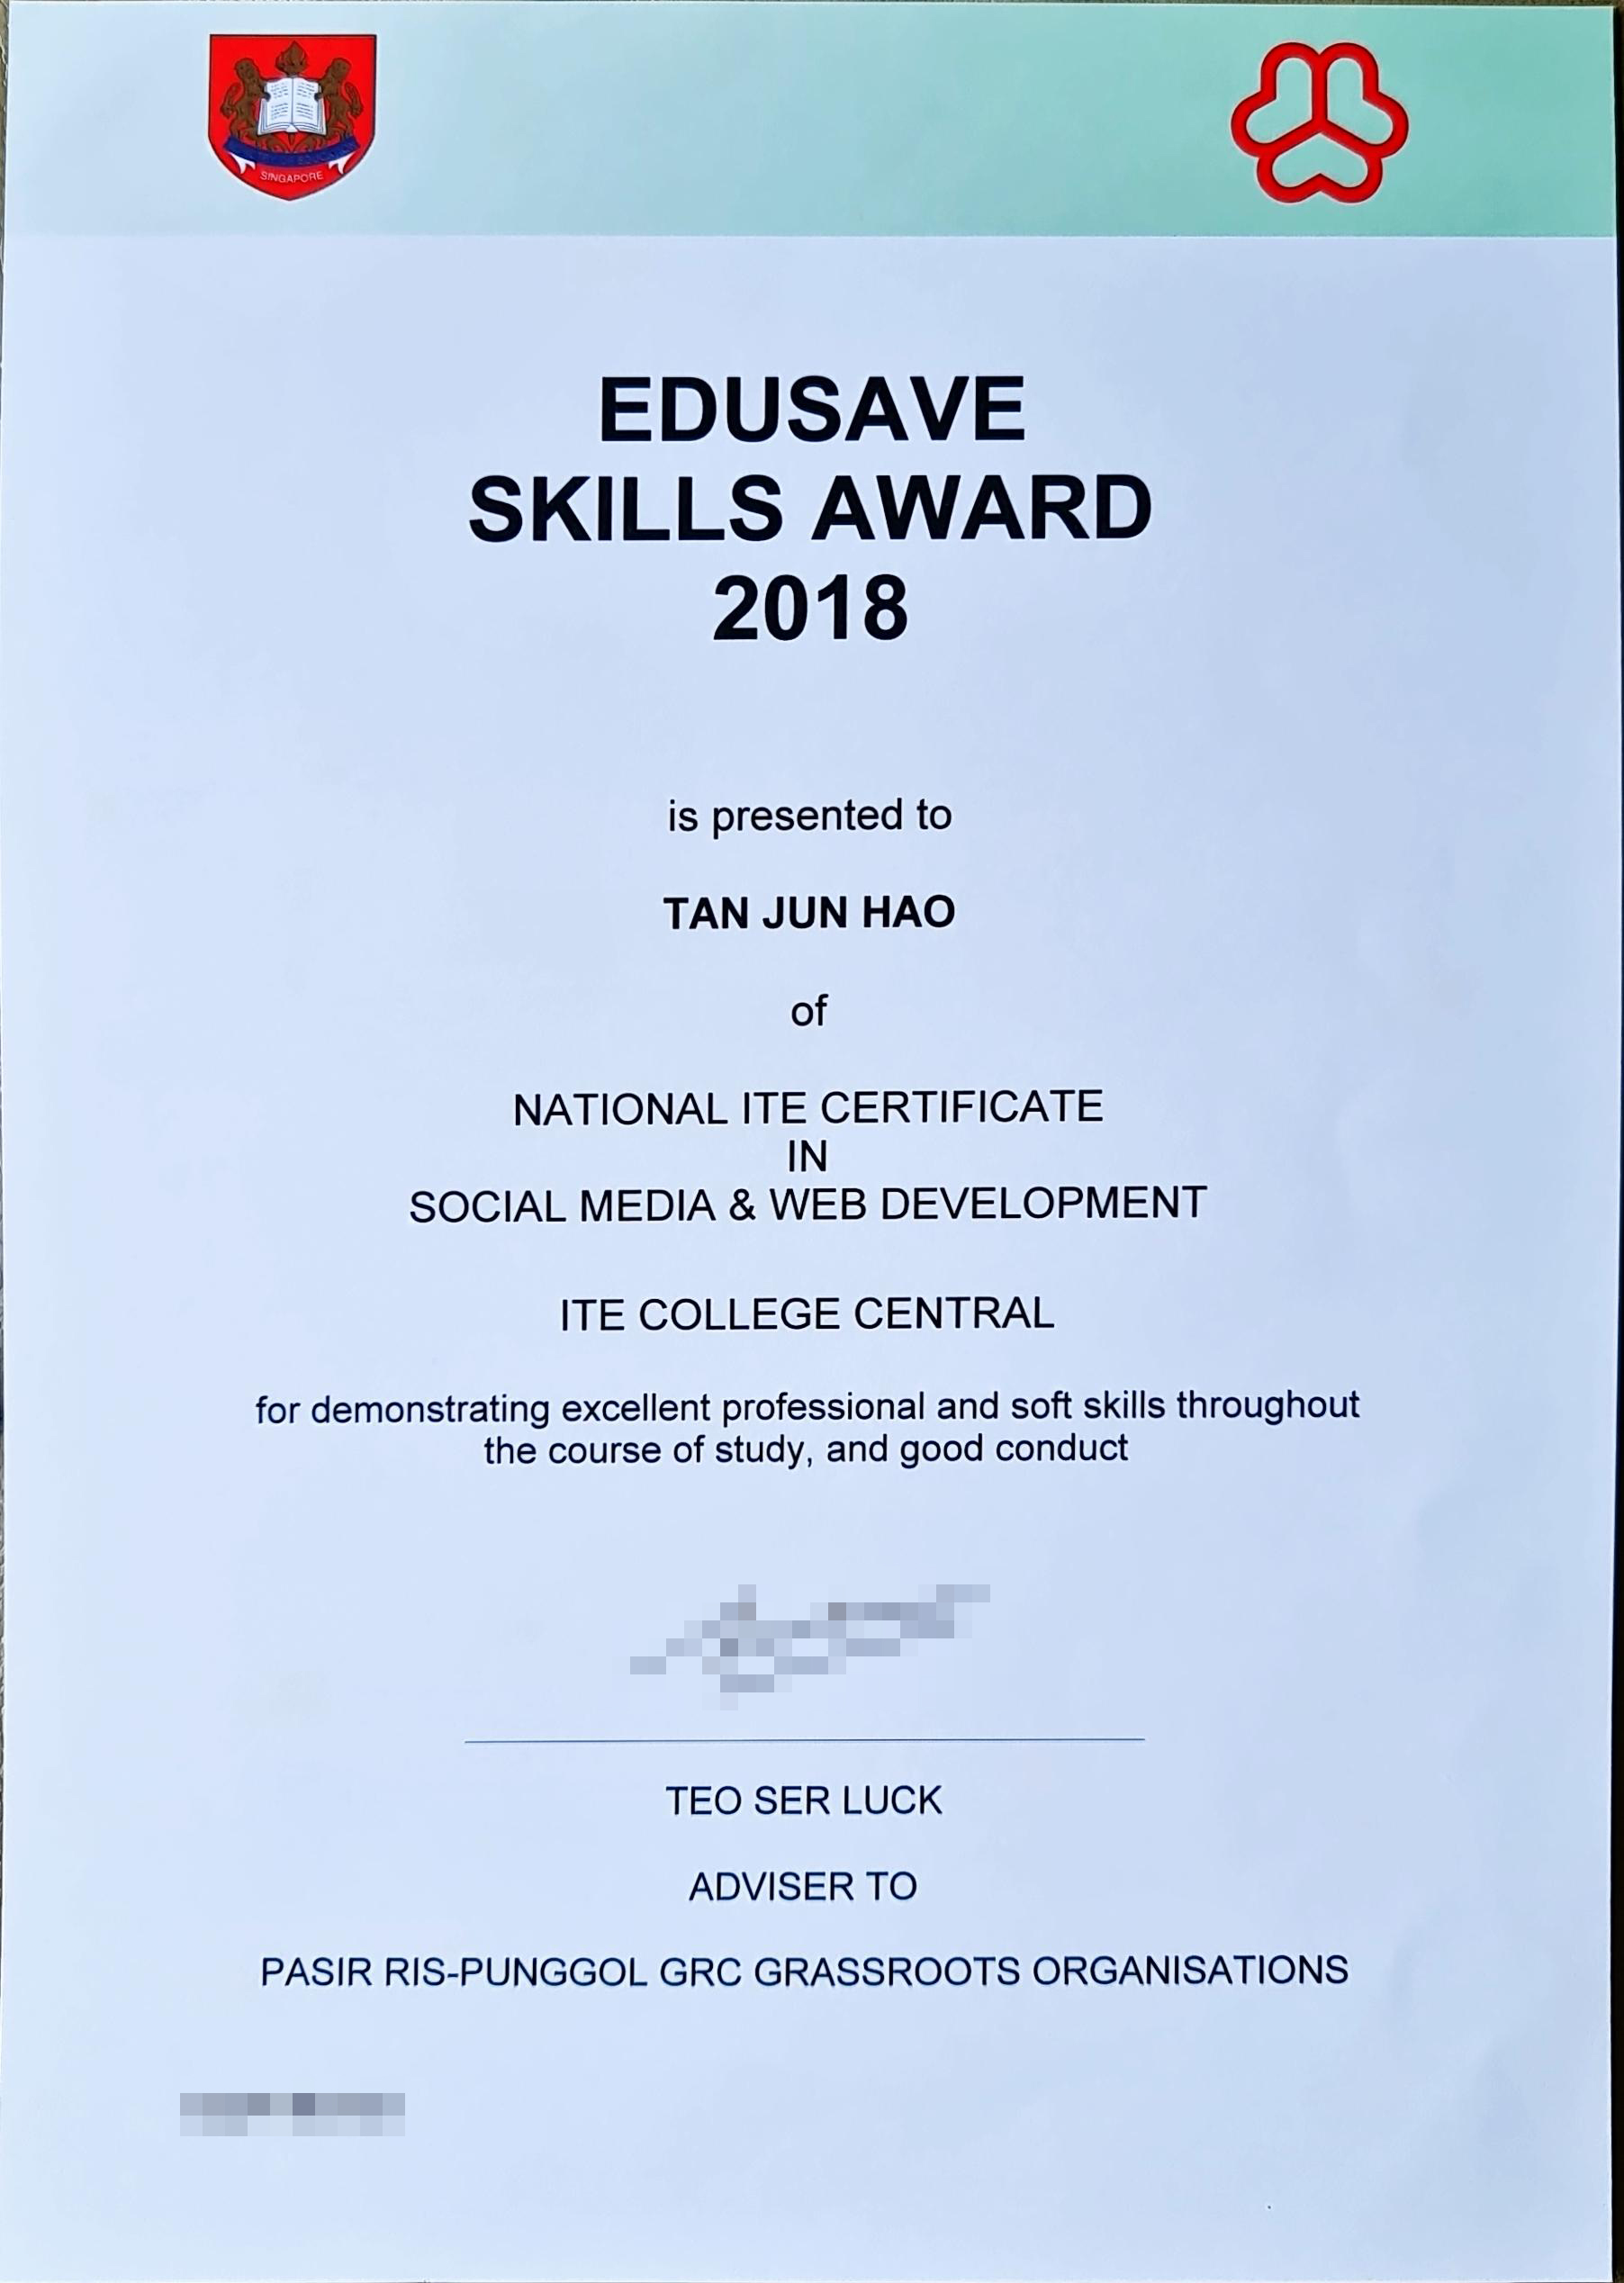 SINGAPORE
EDUSAVE
SKILLS AWARD
2018
is presented to
TAN JUN HAO
of
NATIONAL ITE CERTIFICATE
IN
SOCIAL MEDIA & WEB DEVELOPMENT
ITE COLLEGE CENTRAL
for demonstrating excellent professional and soft skills throughout
the course of study, and good conduct
TEO SER LUCK
ADVISER TO
PASIR RIS-PUNGGOL GRC GRASSROOTS ORGANISATIONS